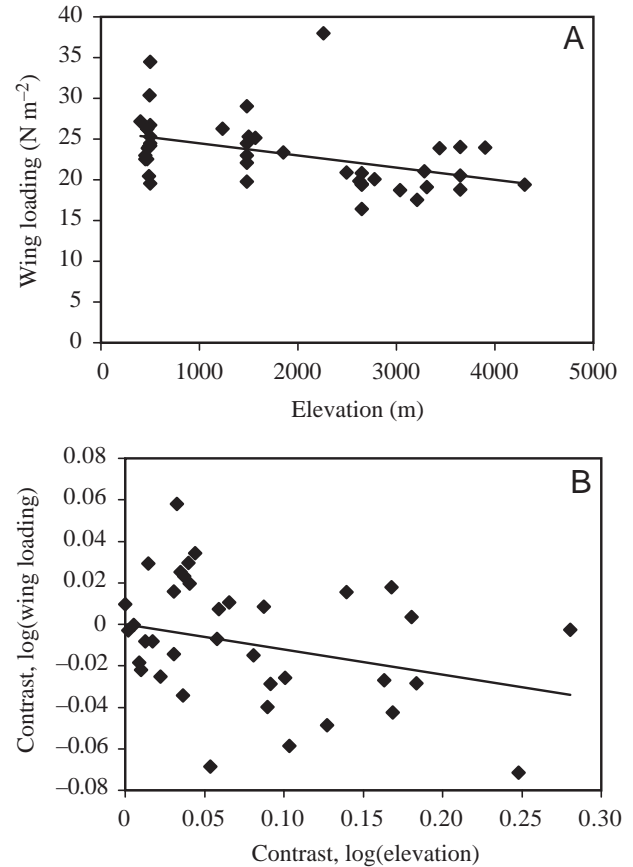 A
40
35
30
25
20
15
10
5
0
Wing loading (N m⁻²)
0 1000 2000 3000 4000 5000
Elevation (m)
B
0.08
0.06
0.04
0.02
0
–0.02
–0.04
–0.06
–0.08
Contrast, log(wing loading)
0 0.05 0.10 0.15 0.20 0.25 0.30
Contrast, log(elevation)